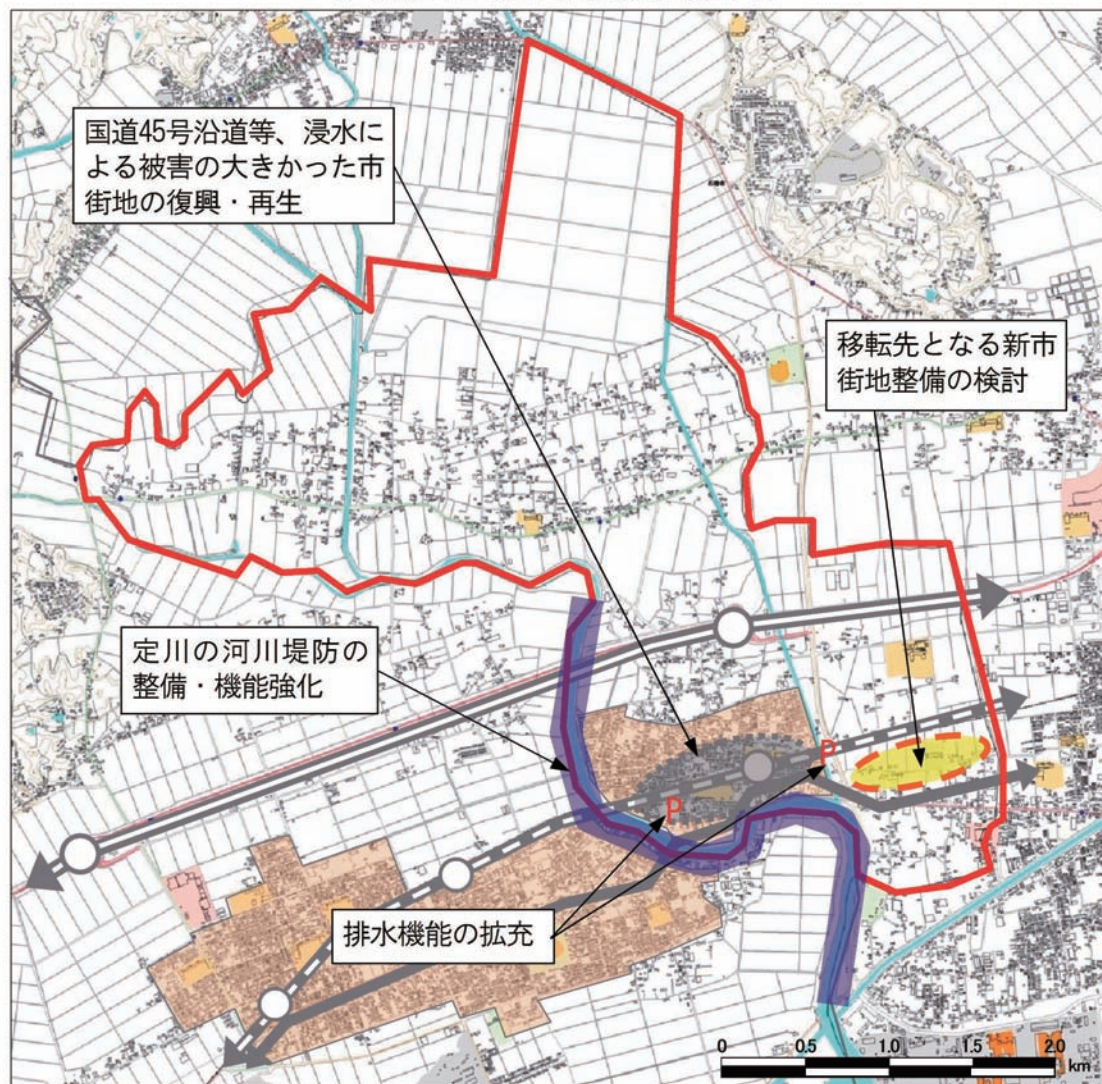 国道45号沿道等、浸水に
よる被害の大きかった市
街地の復興・再生
移転先となる新市
街地整備の検討
定川の河川堤防の
整備・機能強化
P
P
排水機能の拡充
0 0.5 1.0 1.5 2.0
km